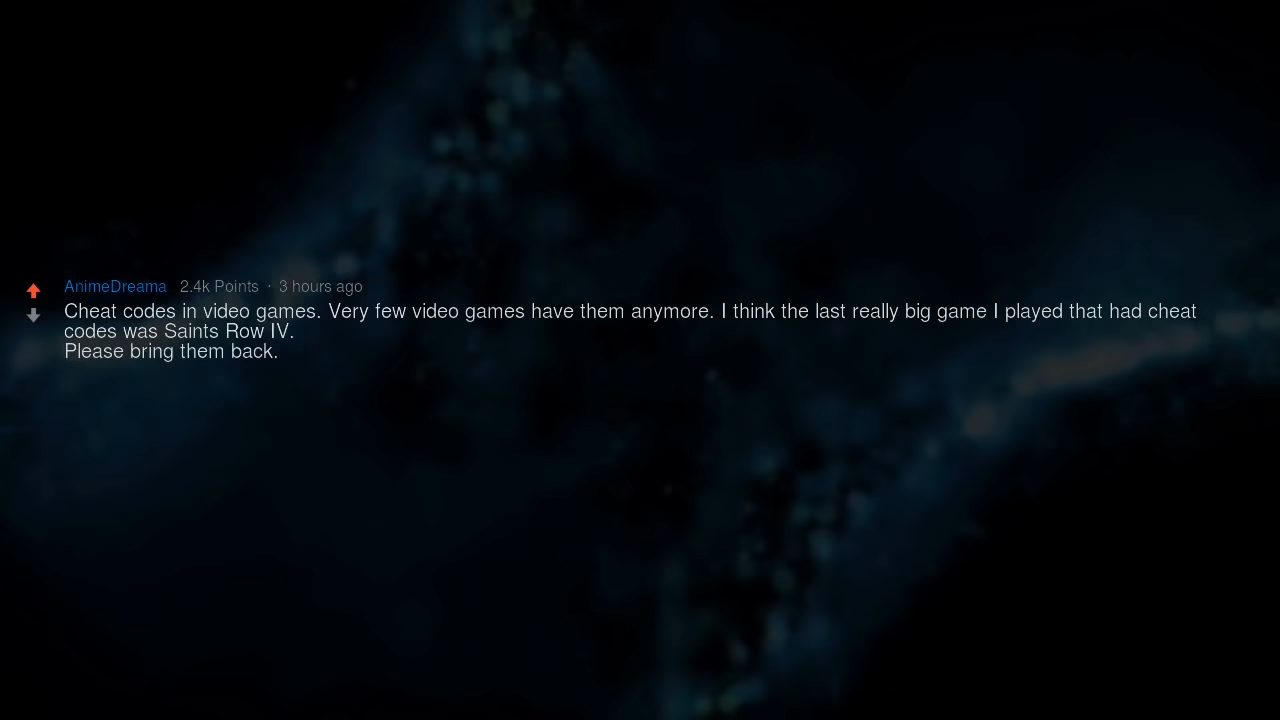 AnimeDreama 2.4k Points · 3 hours ago
Cheat codes in video games. Very few video games have them anymore. I think the last really big game I played that had cheat
codes was Saints Row IV.
Please bring them back.